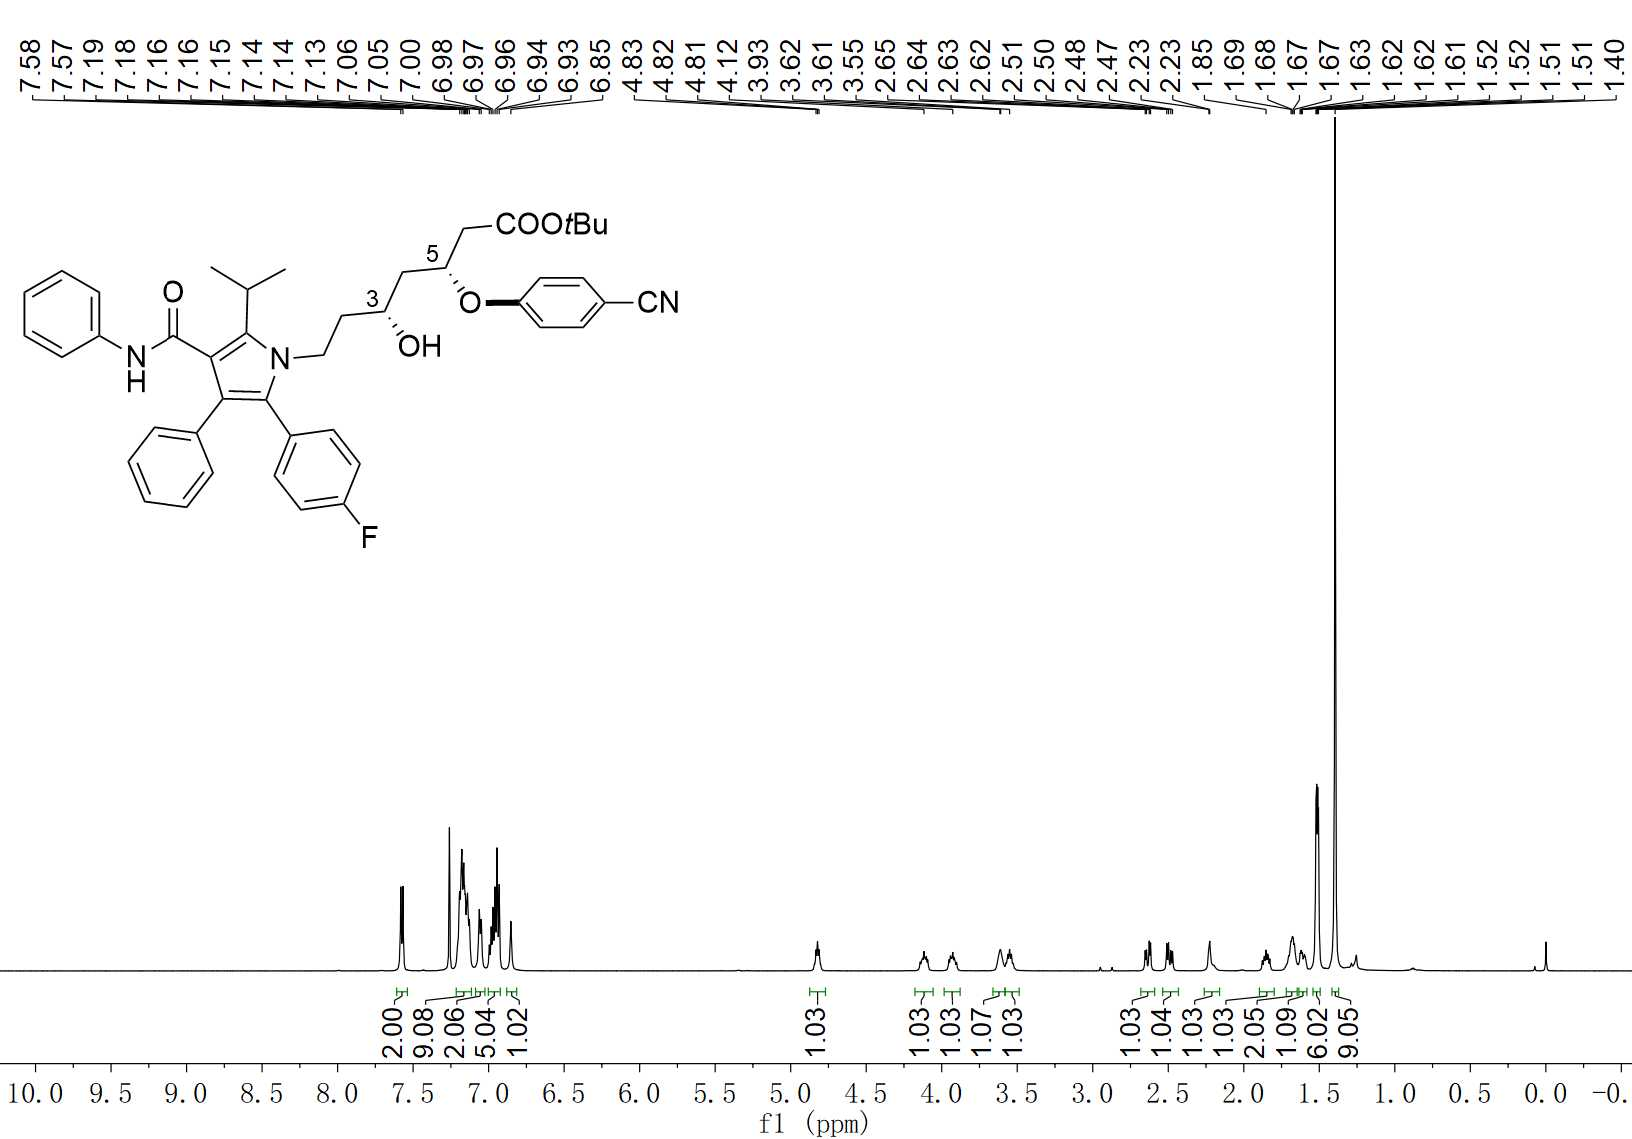 7.58 7.57 7.19 7.18 7.16 7.16 7.15 7.14 7.14 7.13 7.06 7.05 7.00 6.98 6.97 6.96 6.94 6.93 6.85 4.83 4.82 4.81 4.12 3.93 3.62 3.61 3.55 2.65 2.64 2.63 2.62 2.51 2.50 2.48 2.47 2.23 2.23 1.85 1.69 1.68 1.67 1.67 1.63 1.62 1.62 1.61 1.52 1.52 1.51 1.51 1.40
COOtBu
5
O
3
O
CN
OH
N
N
H
F
2.00 9.08 2.06 5.04 1.02 1.03 1.03 1.03 1.07 1.03 1.03 1.04 1.03 1.03 2.05 1.09 6.02 9.05
10.0 9.5 9.0 8.5 8.0 7.5 7.0 6.5 6.0 5.5 5.0 4.5 4.0 3.5 3.0 2.5 2.0 1.5 1.0 0.5 0.0 -0.
f1 (ppm)